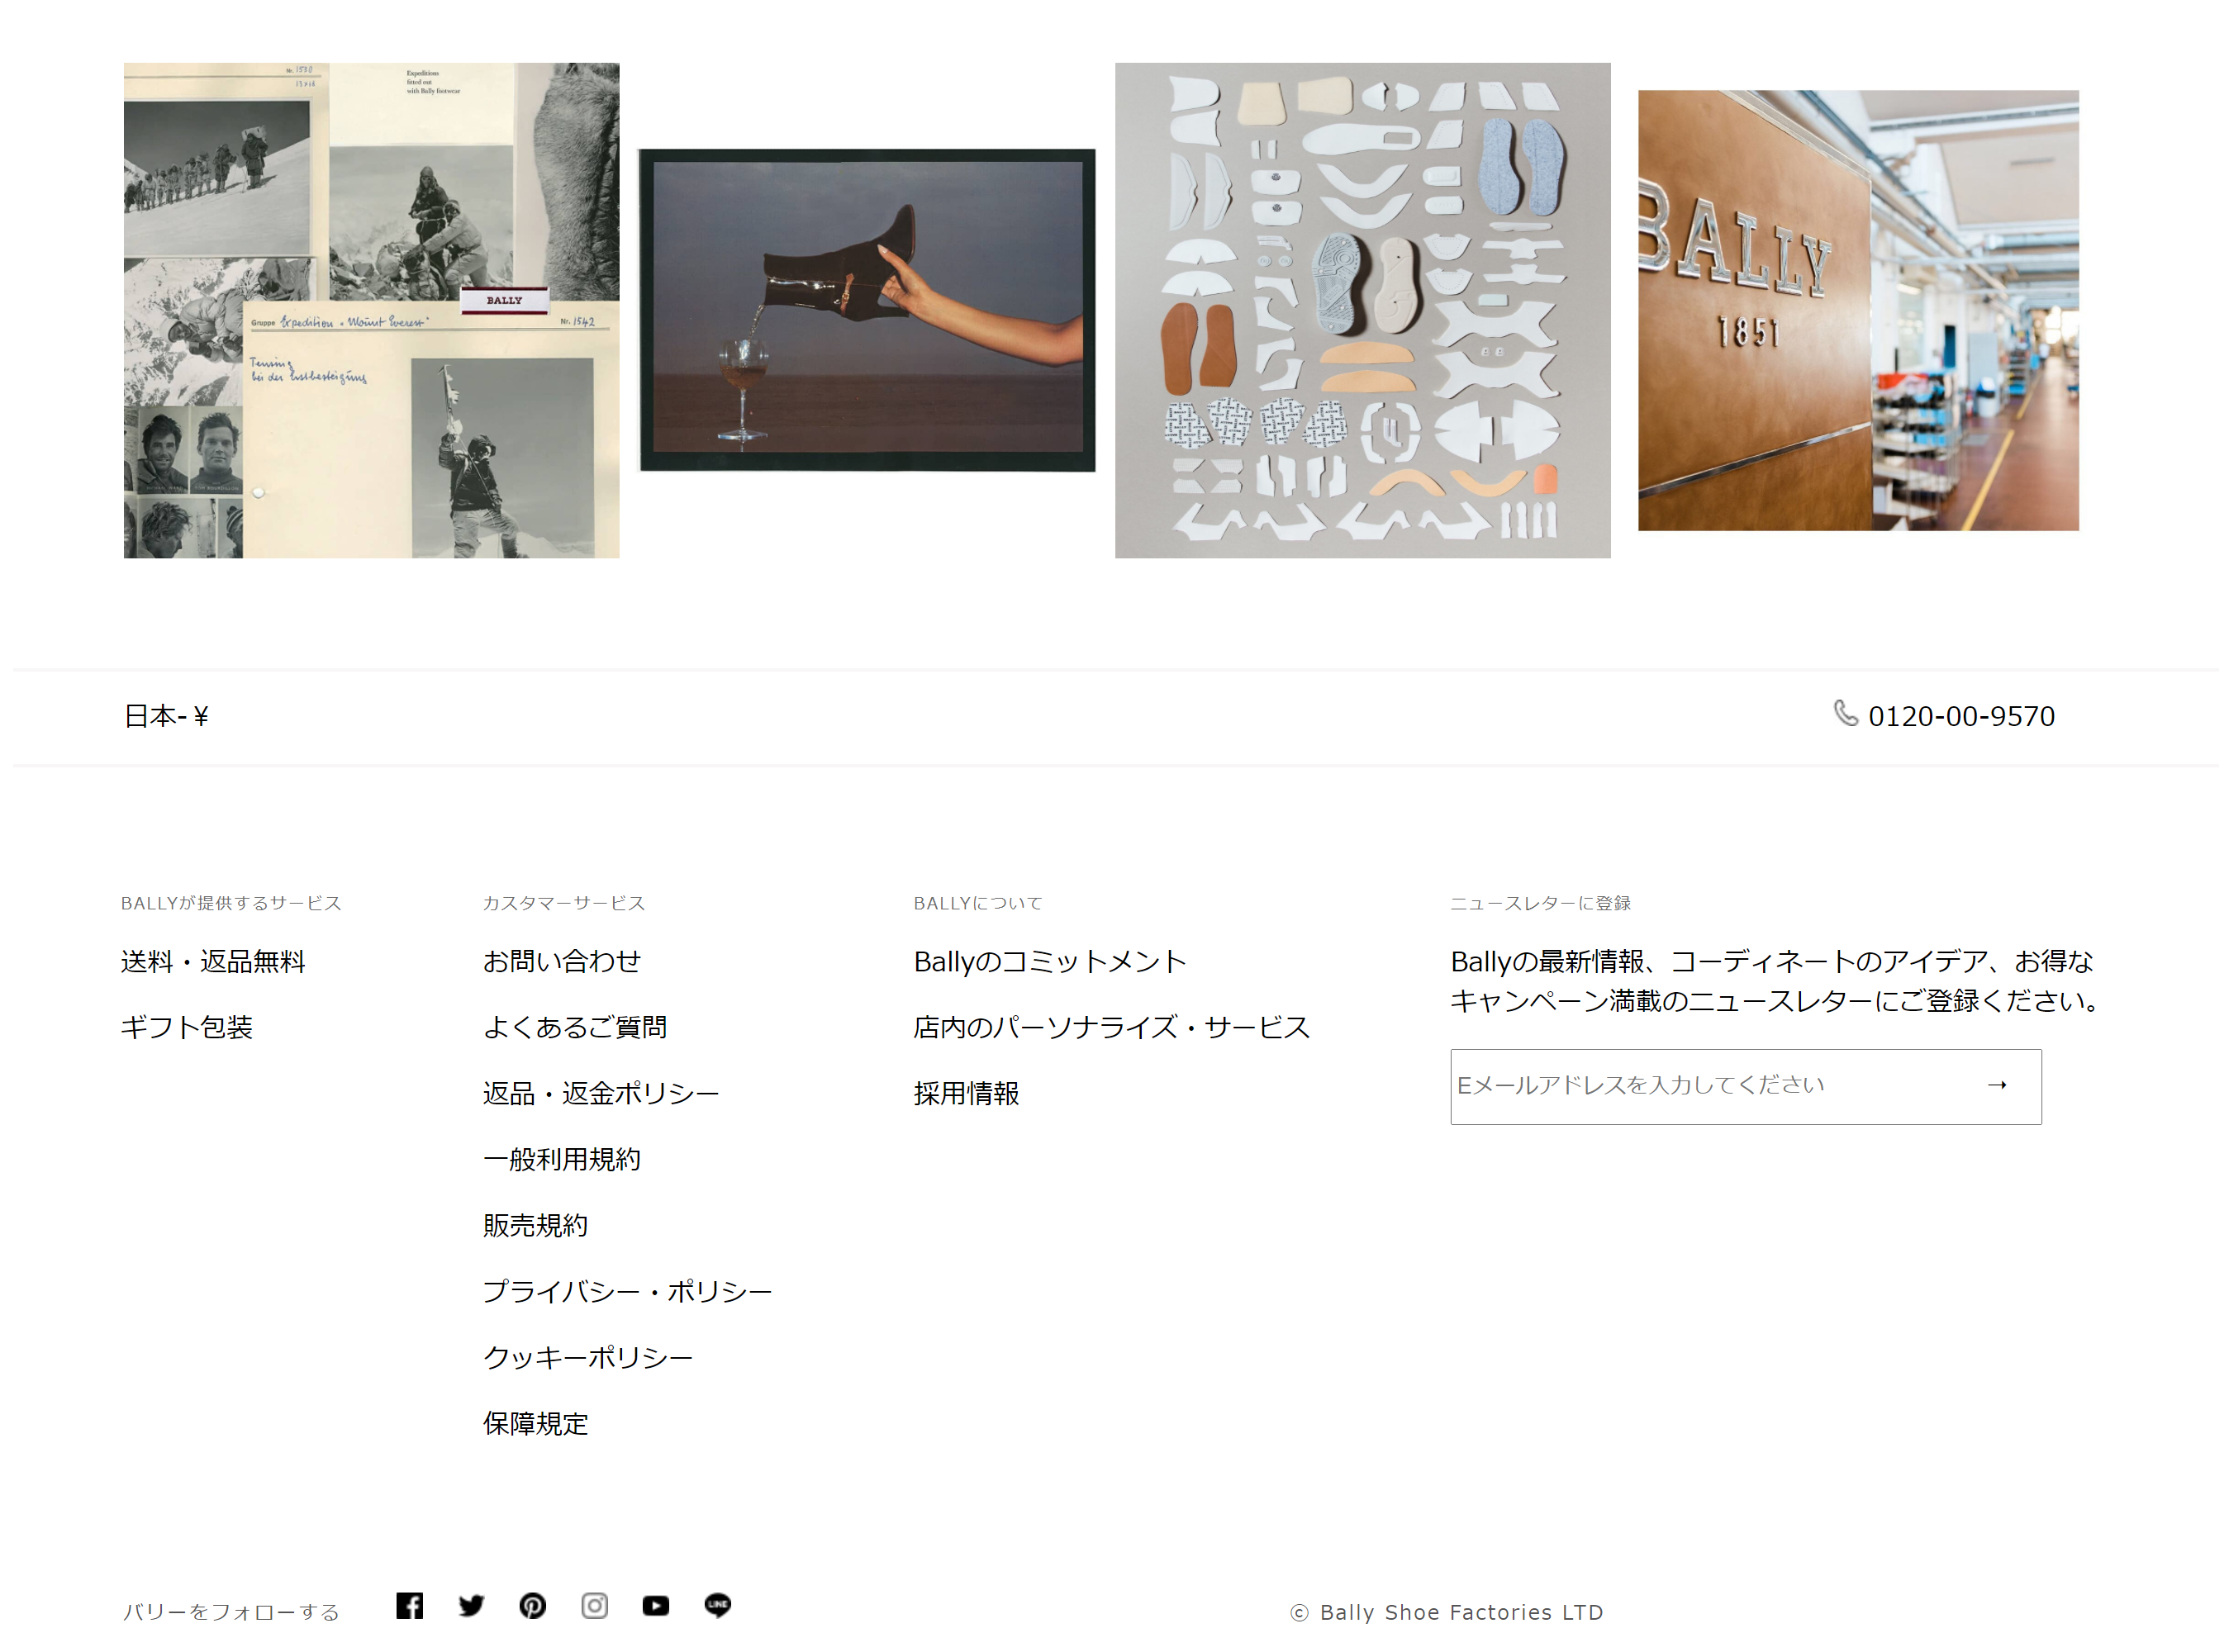 Nr. 1538
13x18
Expeditions
fitted out
with Bally footwear
BALLY
Gruppe Expedition "Mount Everest" Nr. 1542
Tensing
bei der Erstbesteigung
BALLY
1851
日本- ¥
0120-00-9570
BALLYが提供するサービス
送料・返品無料
ギフト包装
カスタマーサービス
お問い合わせ
よくあるご質問
返品・返金ポリシー
一般利用規約
販売規約
プライバシー・ポリシー
クッキーポリシー
保障規定
BALLYについて
Ballyのコミットメント
店内のパーソナライズ・サービス
採用情報
ニュースレターに登録
Ballyの最新情報、コーディネートのアイデア、お得な
キャンペーン満載のニュースレターにご登録ください。
Eメールアドレスを入力してください →
バリーをフォローする
LINE
© Bally Shoe Factories LTD